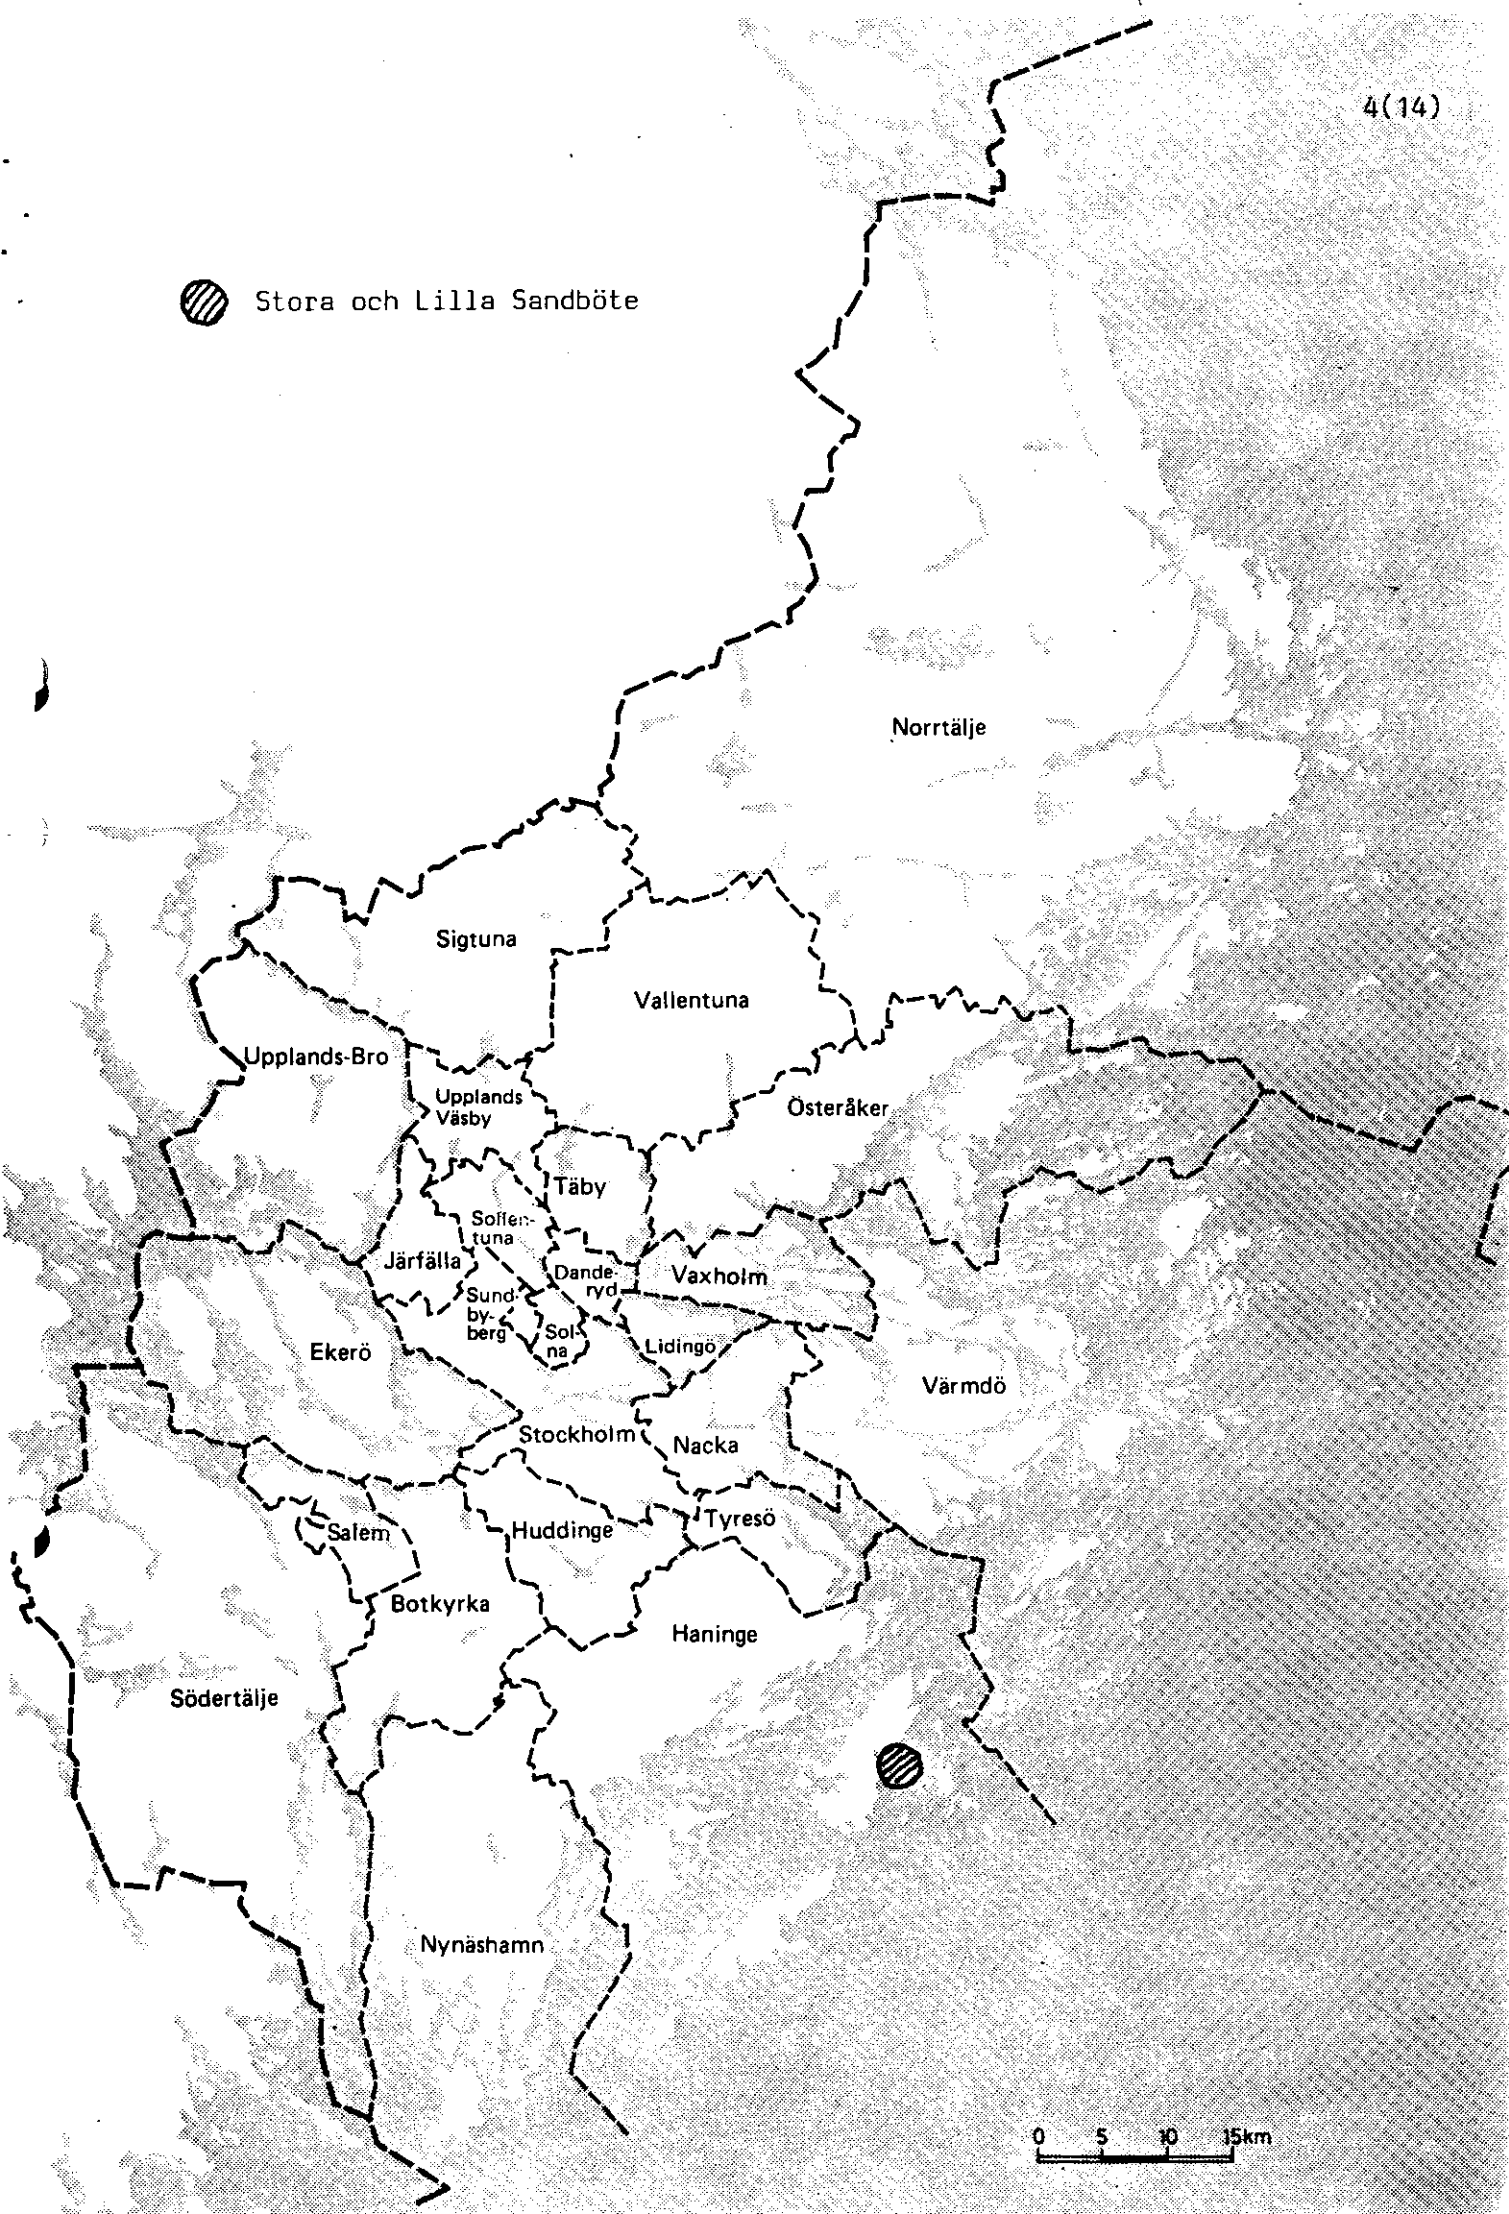 4(14)
Stora och Lilla Sandböte
Norrtälje
Sigtuna
Vallentuna
Upplands-Bro
Upplands
Väsby
Österåker
Täby
Sollen-
tuna
Järfälla
Dande-
ryd
Vaxholm
Sund-
by-
berg
Sol-
na
Lidingö
Ekerö
Värmdö
Stockholm
Nacka
Salem
Huddinge
Tyresö
Botkyrka
Haninge
Södertälje
Nynäshamn
0 5 10 15km